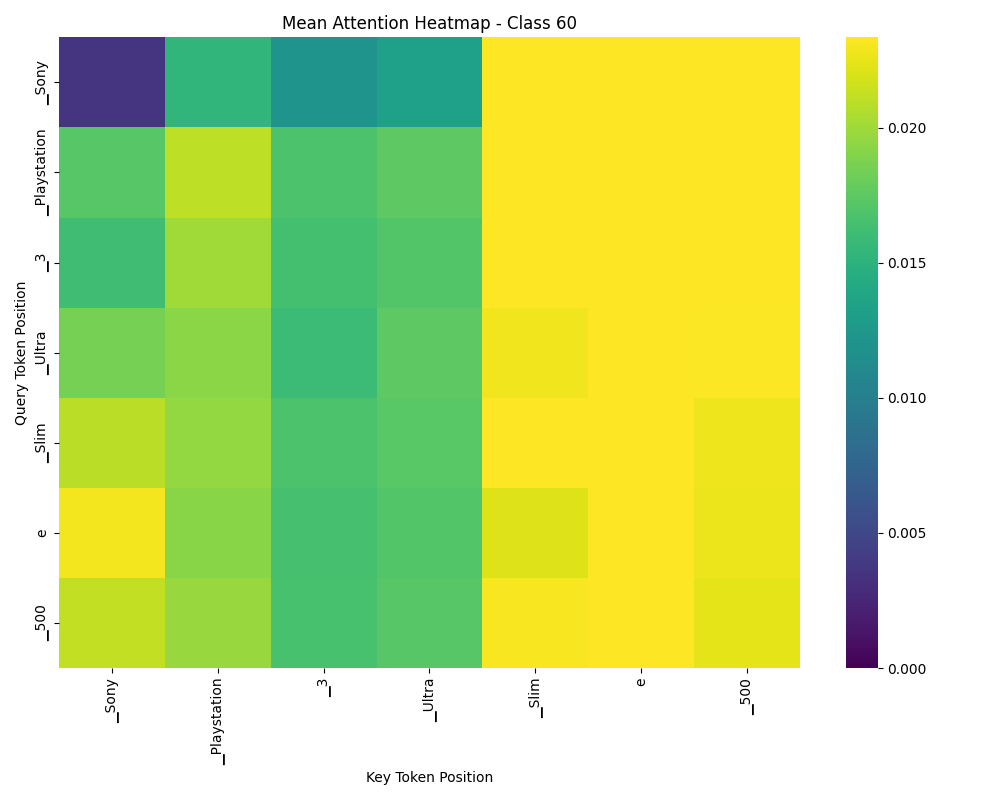 Mean Attention Heatmap - Class 60
Query Token Position
▁Sony
▁Playstation
▁3
▁Ultra
▁Slim
e
▁500
▁Sony
▁Playstation
▁3
▁Ultra
▁Slim
e
▁500
Key Token Position
0.020
0.015
0.010
0.005
0.000